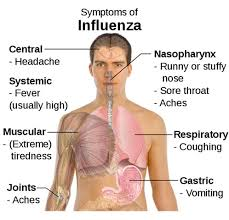 Symptoms of
Influenza
Central
- Headache
Systemic
- Fever
(usually high)
Muscular
- (Extreme)
tiredness
Joints
- Aches
Nasopharynx
- Runny or stuffy
nose
- Sore throat
- Aches
Respiratory
- Coughing
Gastric
- Vomiting